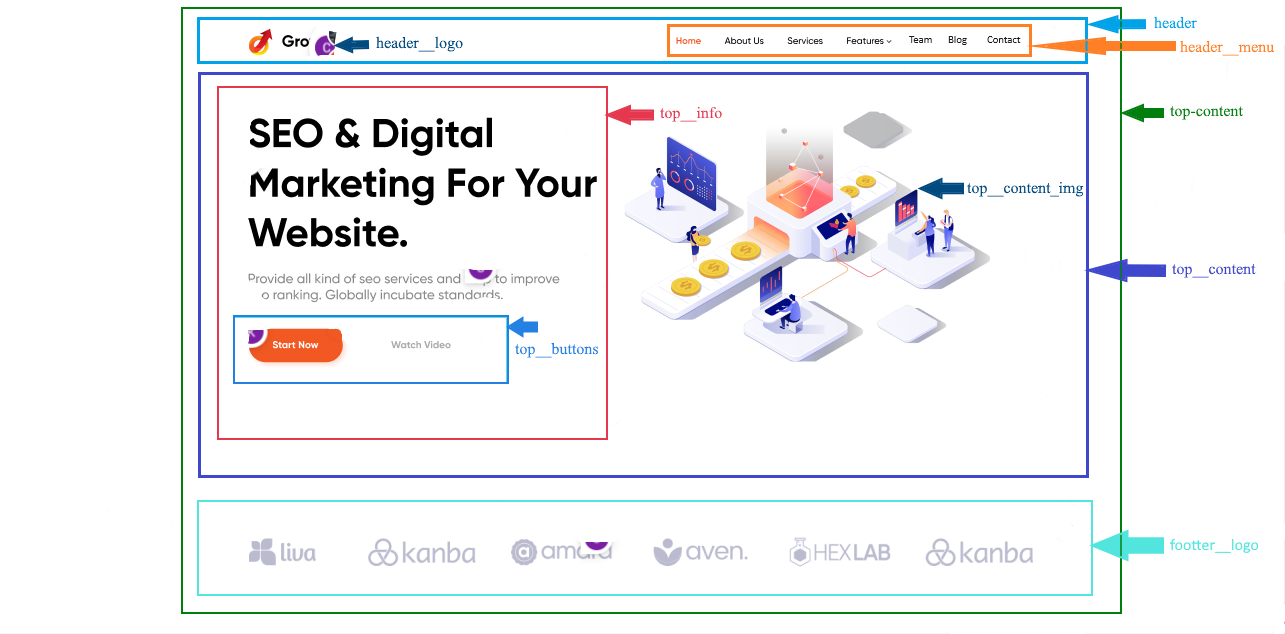 header
Gro
header__logo
Home About Us Services Features Team Blog Contact
header__menu
top__info
top-content
SEO & Digital
Marketing For Your
Website.
top__content_img
top__content
Provide all kind of seo services and to improve
ranking. Globally incubate standards.
Start Now Watch Video
top__buttons
liva kanba amara aven. HEXLAB kanba
footter__logo